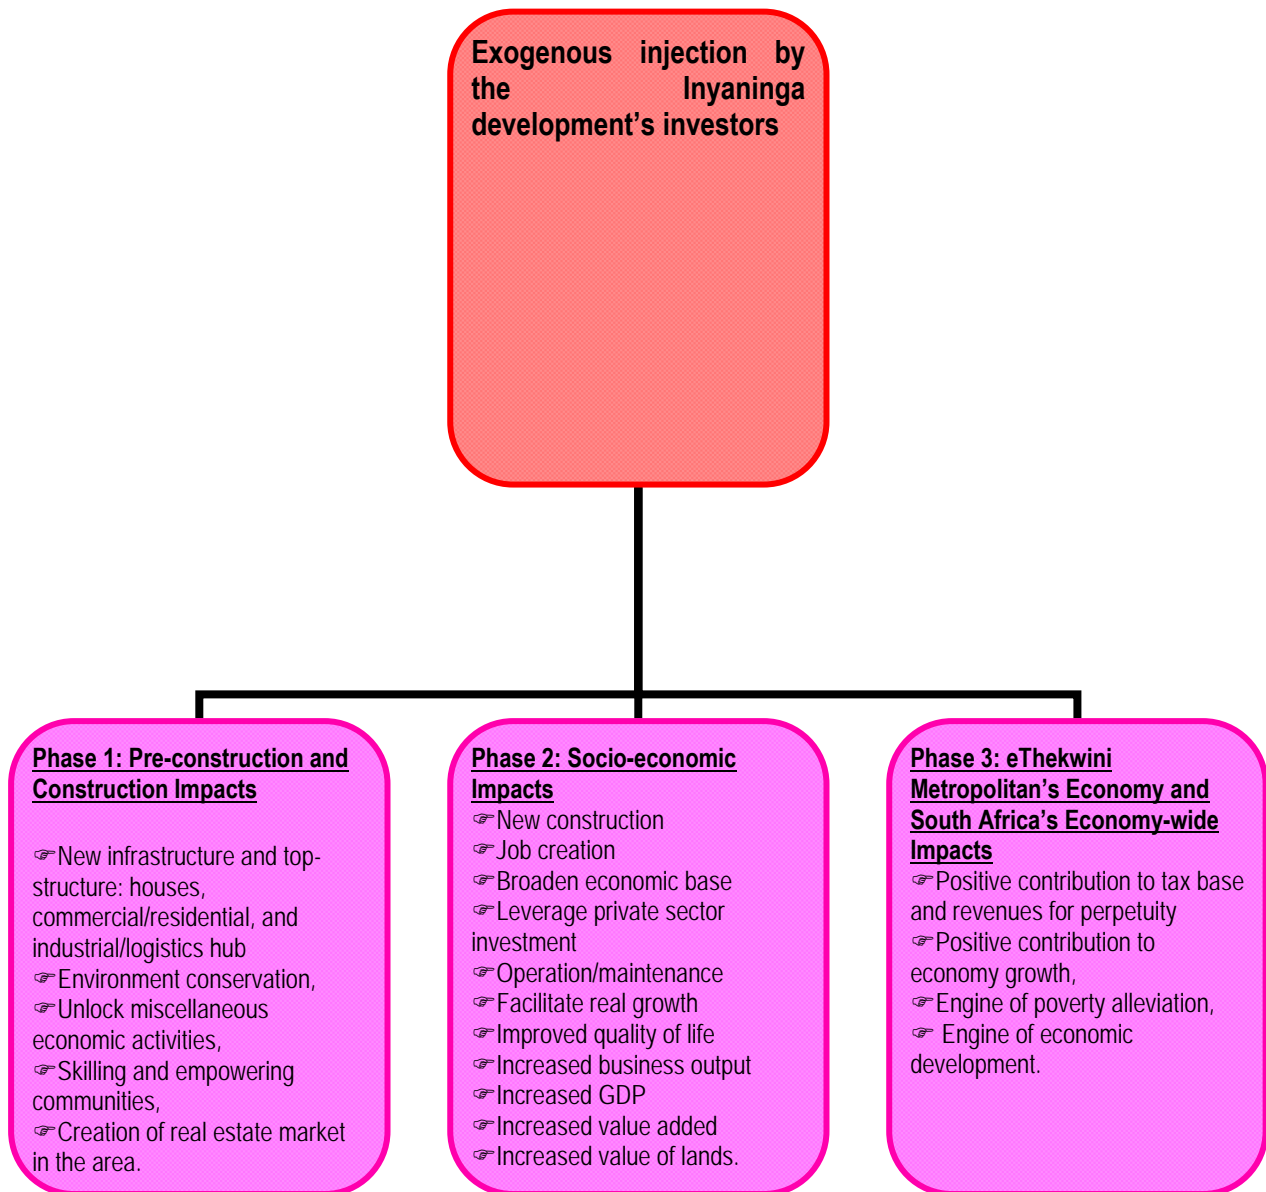 Exogenous injection by
the Inyaninga
development’s investors
Phase 1: Pre-construction and
Construction Impacts
☞New infrastructure and top-
structure: houses,
commercial/residential, and
industrial/logistics hub
☞Environment conservation,
☞Unlock miscellaneous
economic activities,
☞Skilling and empowering
communities,
☞Creation of real estate market
in the area.
Phase 2: Socio-economic
Impacts
☞New construction
☞Job creation
☞Broaden economic base
☞Leverage private sector
investment
☞Operation/maintenance
☞Facilitate real growth
☞Improved quality of life
☞Increased business output
☞Increased GDP
☞Increased value added
☞Increased value of lands.
Phase 3: eThekwini
Metropolitan’s Economy and
South Africa’s Economy-wide
Impacts
☞Positive contribution to tax base
and revenues for perpetuity
☞Positive contribution to
economy growth,
☞Engine of poverty alleviation,
☞ Engine of economic
development.